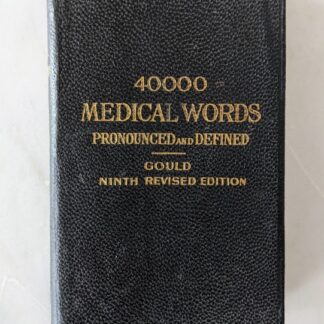 40000
MEDICAL WORDS
PRONOUNCED AND DEFINED
GOULD
NINTH REVISED EDITION